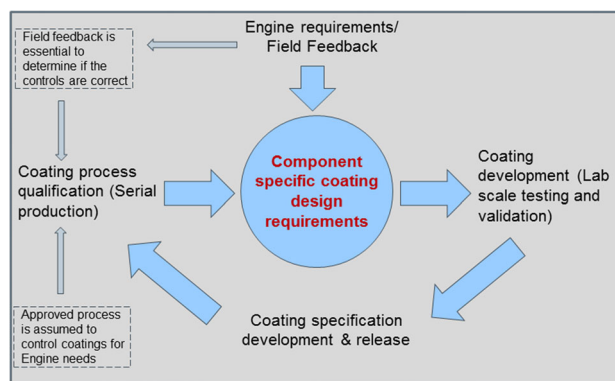 Field feedback is
essential to
determine if the
controls are correct
Engine requirements/
Field Feedback
Coating process
qualification (Serial
production)
Component
specific coating
design
requirements
Coating
development (Lab
scale testing and
validation)
Approved process
is assumed to
control coatings for
Engine needs
Coating specification
development & release